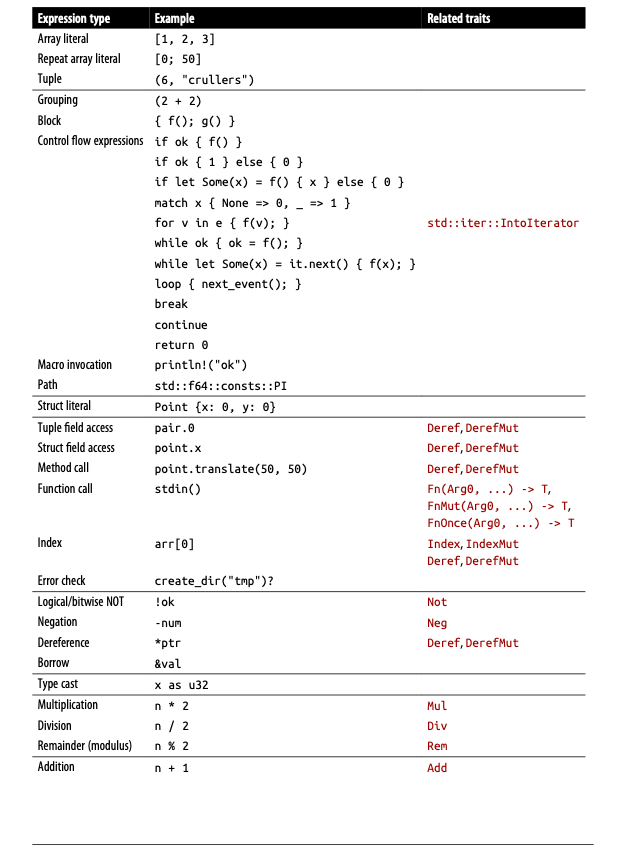 Expression type Example Related traits
Array literal [1, 2, 3]
Repeat array literal [0; 50]
Tuple (6, "crullers")
Grouping (2 + 2)
Block { f(); g() }
Control flow expressions if ok { f() }
if ok { 1 } else { 0 }
if let Some(x) = f() { x } else { 0 }
match x { None => 0, _ => 1 }
for v in e { f(v); } std::iter::IntoIterator
while ok { ok = f(); }
while let Some(x) = it.next() { f(x); }
loop { next_event(); }
break
continue
return 0
Macro invocation println!("ok")
Path std::f64::consts::PI
Struct literal Point {x: 0, y: 0}
Tuple field access pair.0 Deref, DerefMut
Struct field access point.x Deref, DerefMut
Method call point.translate(50, 50) Deref, DerefMut
Function call stdin() Fn(Arg0, ...) -> T,
FnMut(Arg0, ...) -> T,
FnOnce(Arg0, ...) -> T
Index arr[0] Index, IndexMut
Deref, DerefMut
Error check create_dir("tmp")?
Logical/bitwise NOT !ok Not
Negation -num Neg
Dereference *ptr Deref, DerefMut
Borrow &val
Type cast x as u32
Multiplication n * 2 Mul
Division n / 2 Div
Remainder (modulus) n % 2 Rem
Addition n + 1 Add